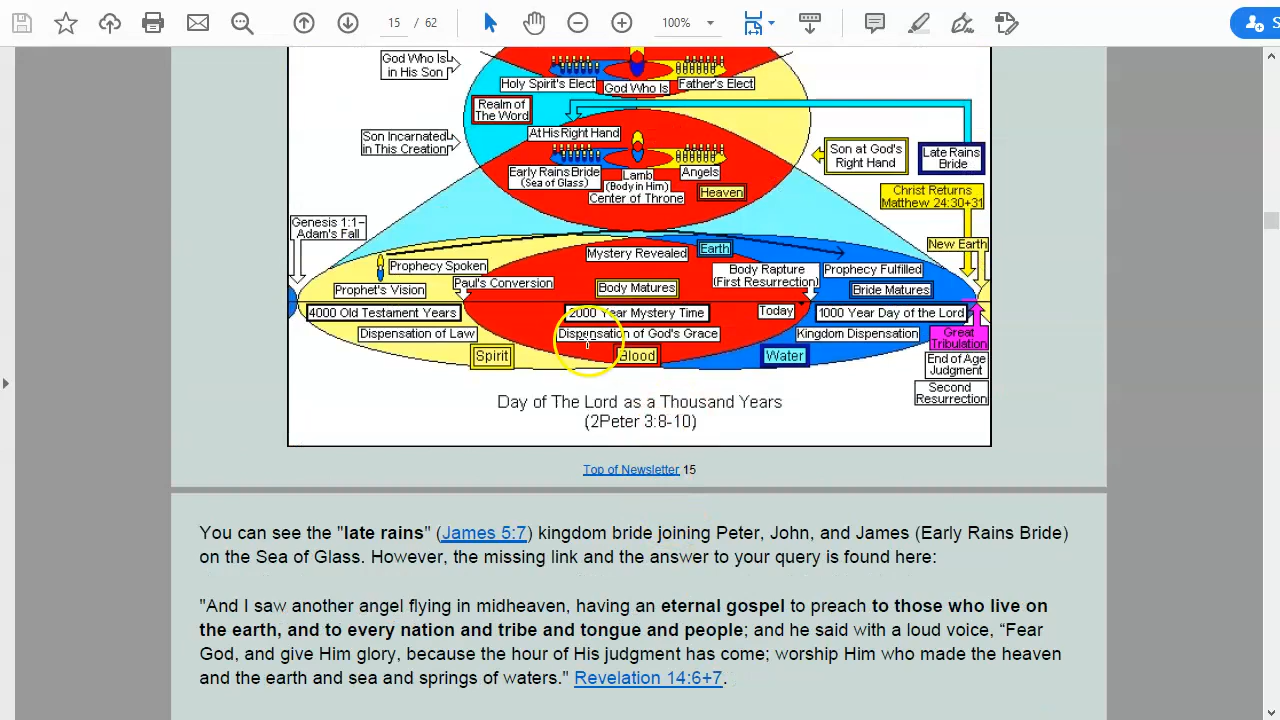 15 / 62
100%
S
God Who Is
in His Son
Holy Spirit's Elect
God Who Is
Father's Elect
Realm of
The Word
Son Incarnated
in This Creation
At His Right Hand
Early Rains Bride
(Sea of Glass)
Lamb
(Body in Him)
Center of Throne
Angels
Heaven
Son at God's
Right Hand
Late Rains
Bride
Christ Returns
Matthew 24:30+31
Genesis 1:1-
Adam's Fall
New Earth
Mystery Revealed
Earth
Prophecy Spoken
Body Rapture
(First Resurrection)
Prophecy Fulfilled
Prophet's Vision
Paul's Conversion
Body Matures
Bride Matures
4000 Old Testament Years
2000 Year Mystery Time
Today
1000 Year Day of the Lord
Dispensation of Law
Dispensation of God's Grace
Kingdom Dispensation
Great
Tribulation
Spirit
Blood
Water
End of Age
Judgment
Second
Resurrection
Day of The Lord as a Thousand Years
(2Peter 3:8-10)
Top of Newsletter 15
You can see the "late rains" (James 5:7) kingdom bride joining Peter, John, and James (Early Rains Bride)
on the Sea of Glass. However, the missing link and the answer to your query is found here:
"And I saw another angel flying in midheaven, having an eternal gospel to preach to those who live on
the earth, and to every nation and tribe and tongue and people; and he said with a loud voice, “Fear
God, and give Him glory, because the hour of His judgment has come; worship Him who made the heaven
and the earth and sea and springs of waters." Revelation 14:6+7.